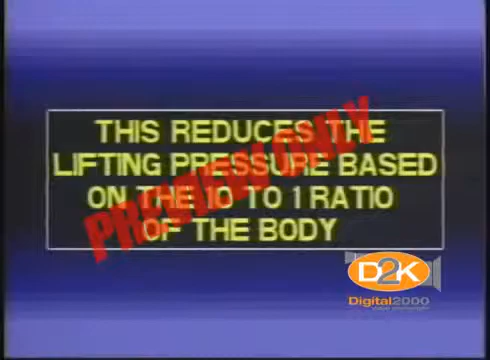 THIS REDUCES THE
LIFTING PRESSURE BASED
ON THE 10 TO 1 RATIO
OF THE BODY
PREVIEW ONLY
D2K
Digital2000